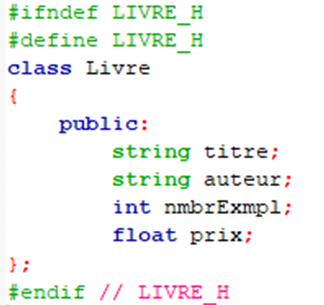 #ifndef LIVRE_H
#define LIVRE_H
class Livre
{
    public:
        string titre;
        string auteur;
        int nmbrExmpl;
        float prix;
};
#endif // LIVRE_H